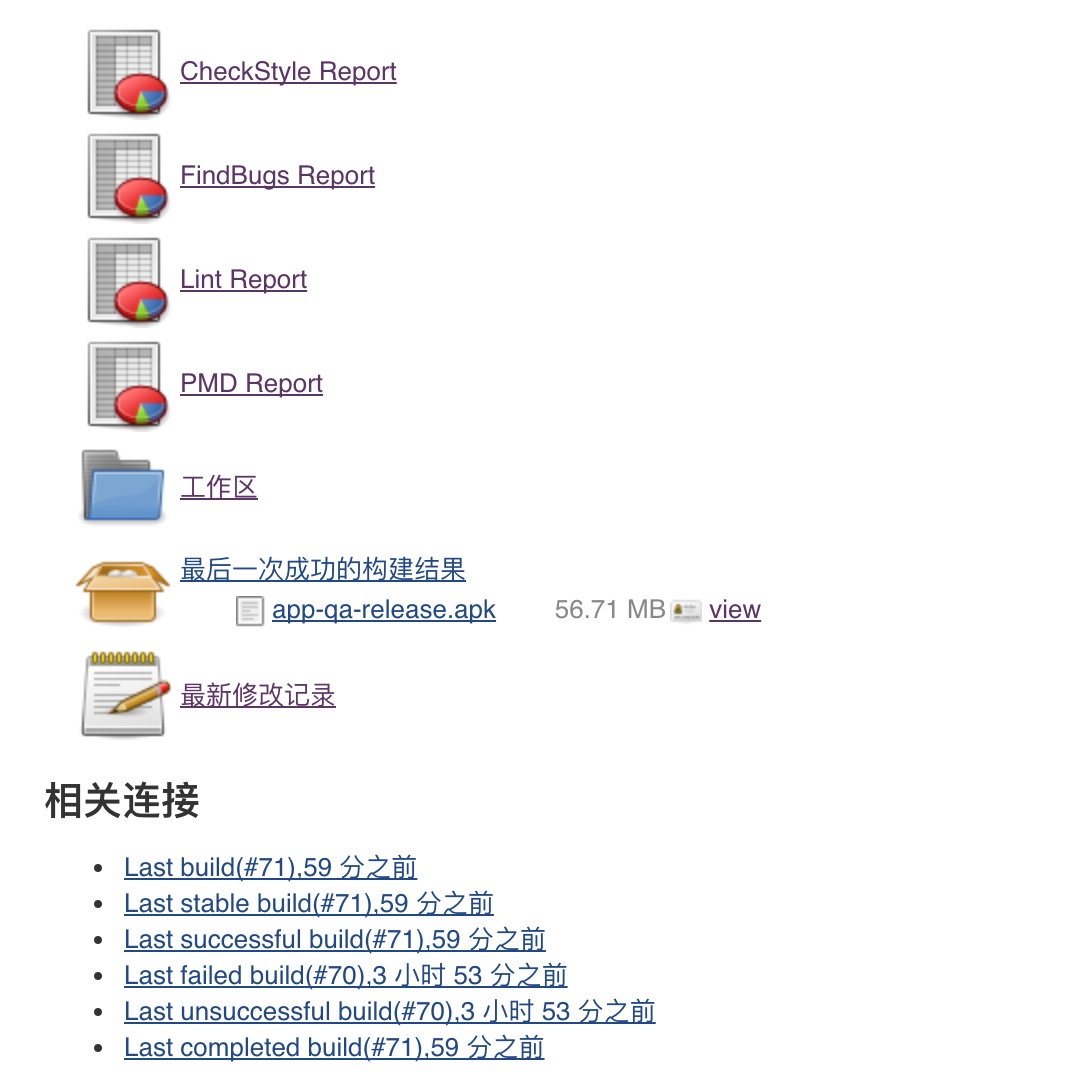 CheckStyle Report
FindBugs Report
Lint Report
PMD Report
工作区
最后一次成功的构建结果
app-qa-release.apk 56.71 MB view
最新修改记录
相关连接
Last build(#71),59 分之前
Last stable build(#71),59 分之前
Last successful build(#71),59 分之前
Last failed build(#70),3 小时 53 分之前
Last unsuccessful build(#70),3 小时 53 分之前
Last completed build(#71),59 分之前